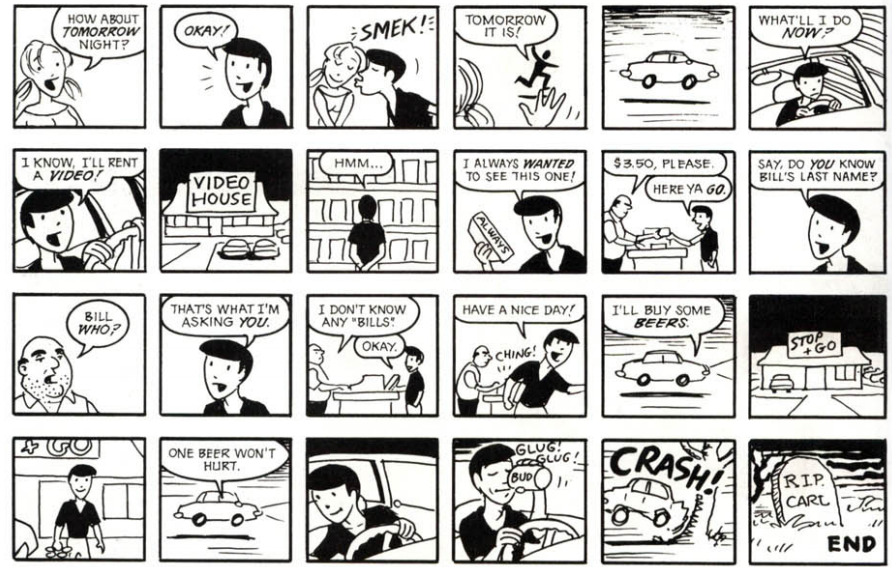 HOW ABOUT
TOMORROW
NIGHT?
OKAY!
SMEK!
TOMORROW
IT IS!
WHAT'LL I DO
NOW?
I KNOW, I'LL RENT
A VIDEO!
VIDEO
HOUSE
HMM...
I ALWAYS WANTED
TO SEE THIS ONE!
ALWAYS
$3.50, PLEASE.
HERE YA GO.
SAY, DO YOU KNOW
BILL'S LAST NAME?
BILL
WHO?
THAT'S WHAT I'M
ASKING YOU.
I DON'T KNOW
ANY "BILLS".
OKAY.
HAVE A NICE DAY!
CHING!
I'LL BUY SOME
BEERS.
STOP
+ GO
+ GO
ONE BEER WON'T
HURT.
GLUG!
GLUG!
BUD
CRASH!
R.I.P.
CARL
END